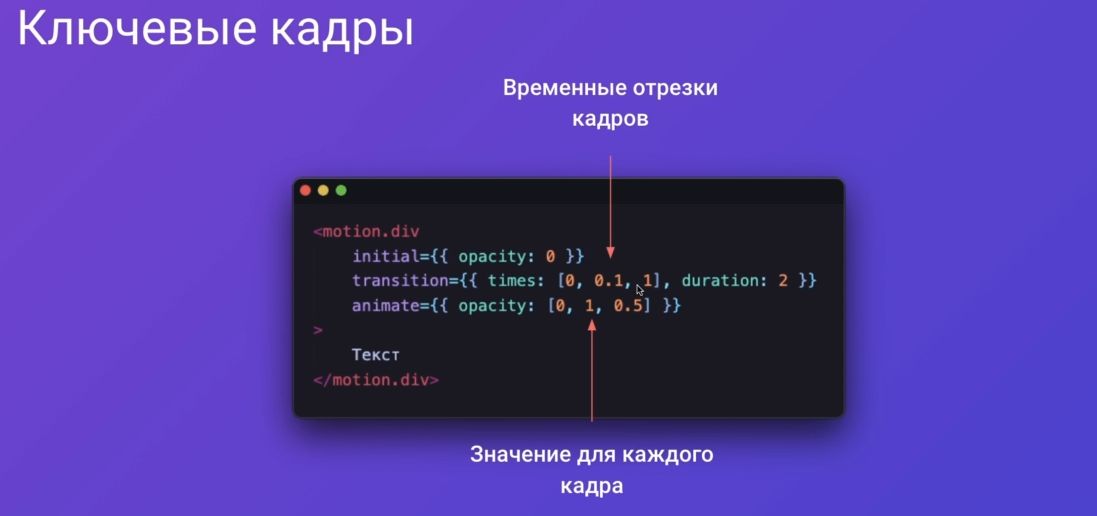 Ключевые кадры
Временные отрезки
кадров
<motion.div
initial={{ opacity: 0 }}
transition={{ times: [0, 0.1, 1], duration: 2 }}
animate={{ opacity: [0, 1, 0.5] }}
>
Текст
</motion.div>
Значение для каждого
кадра